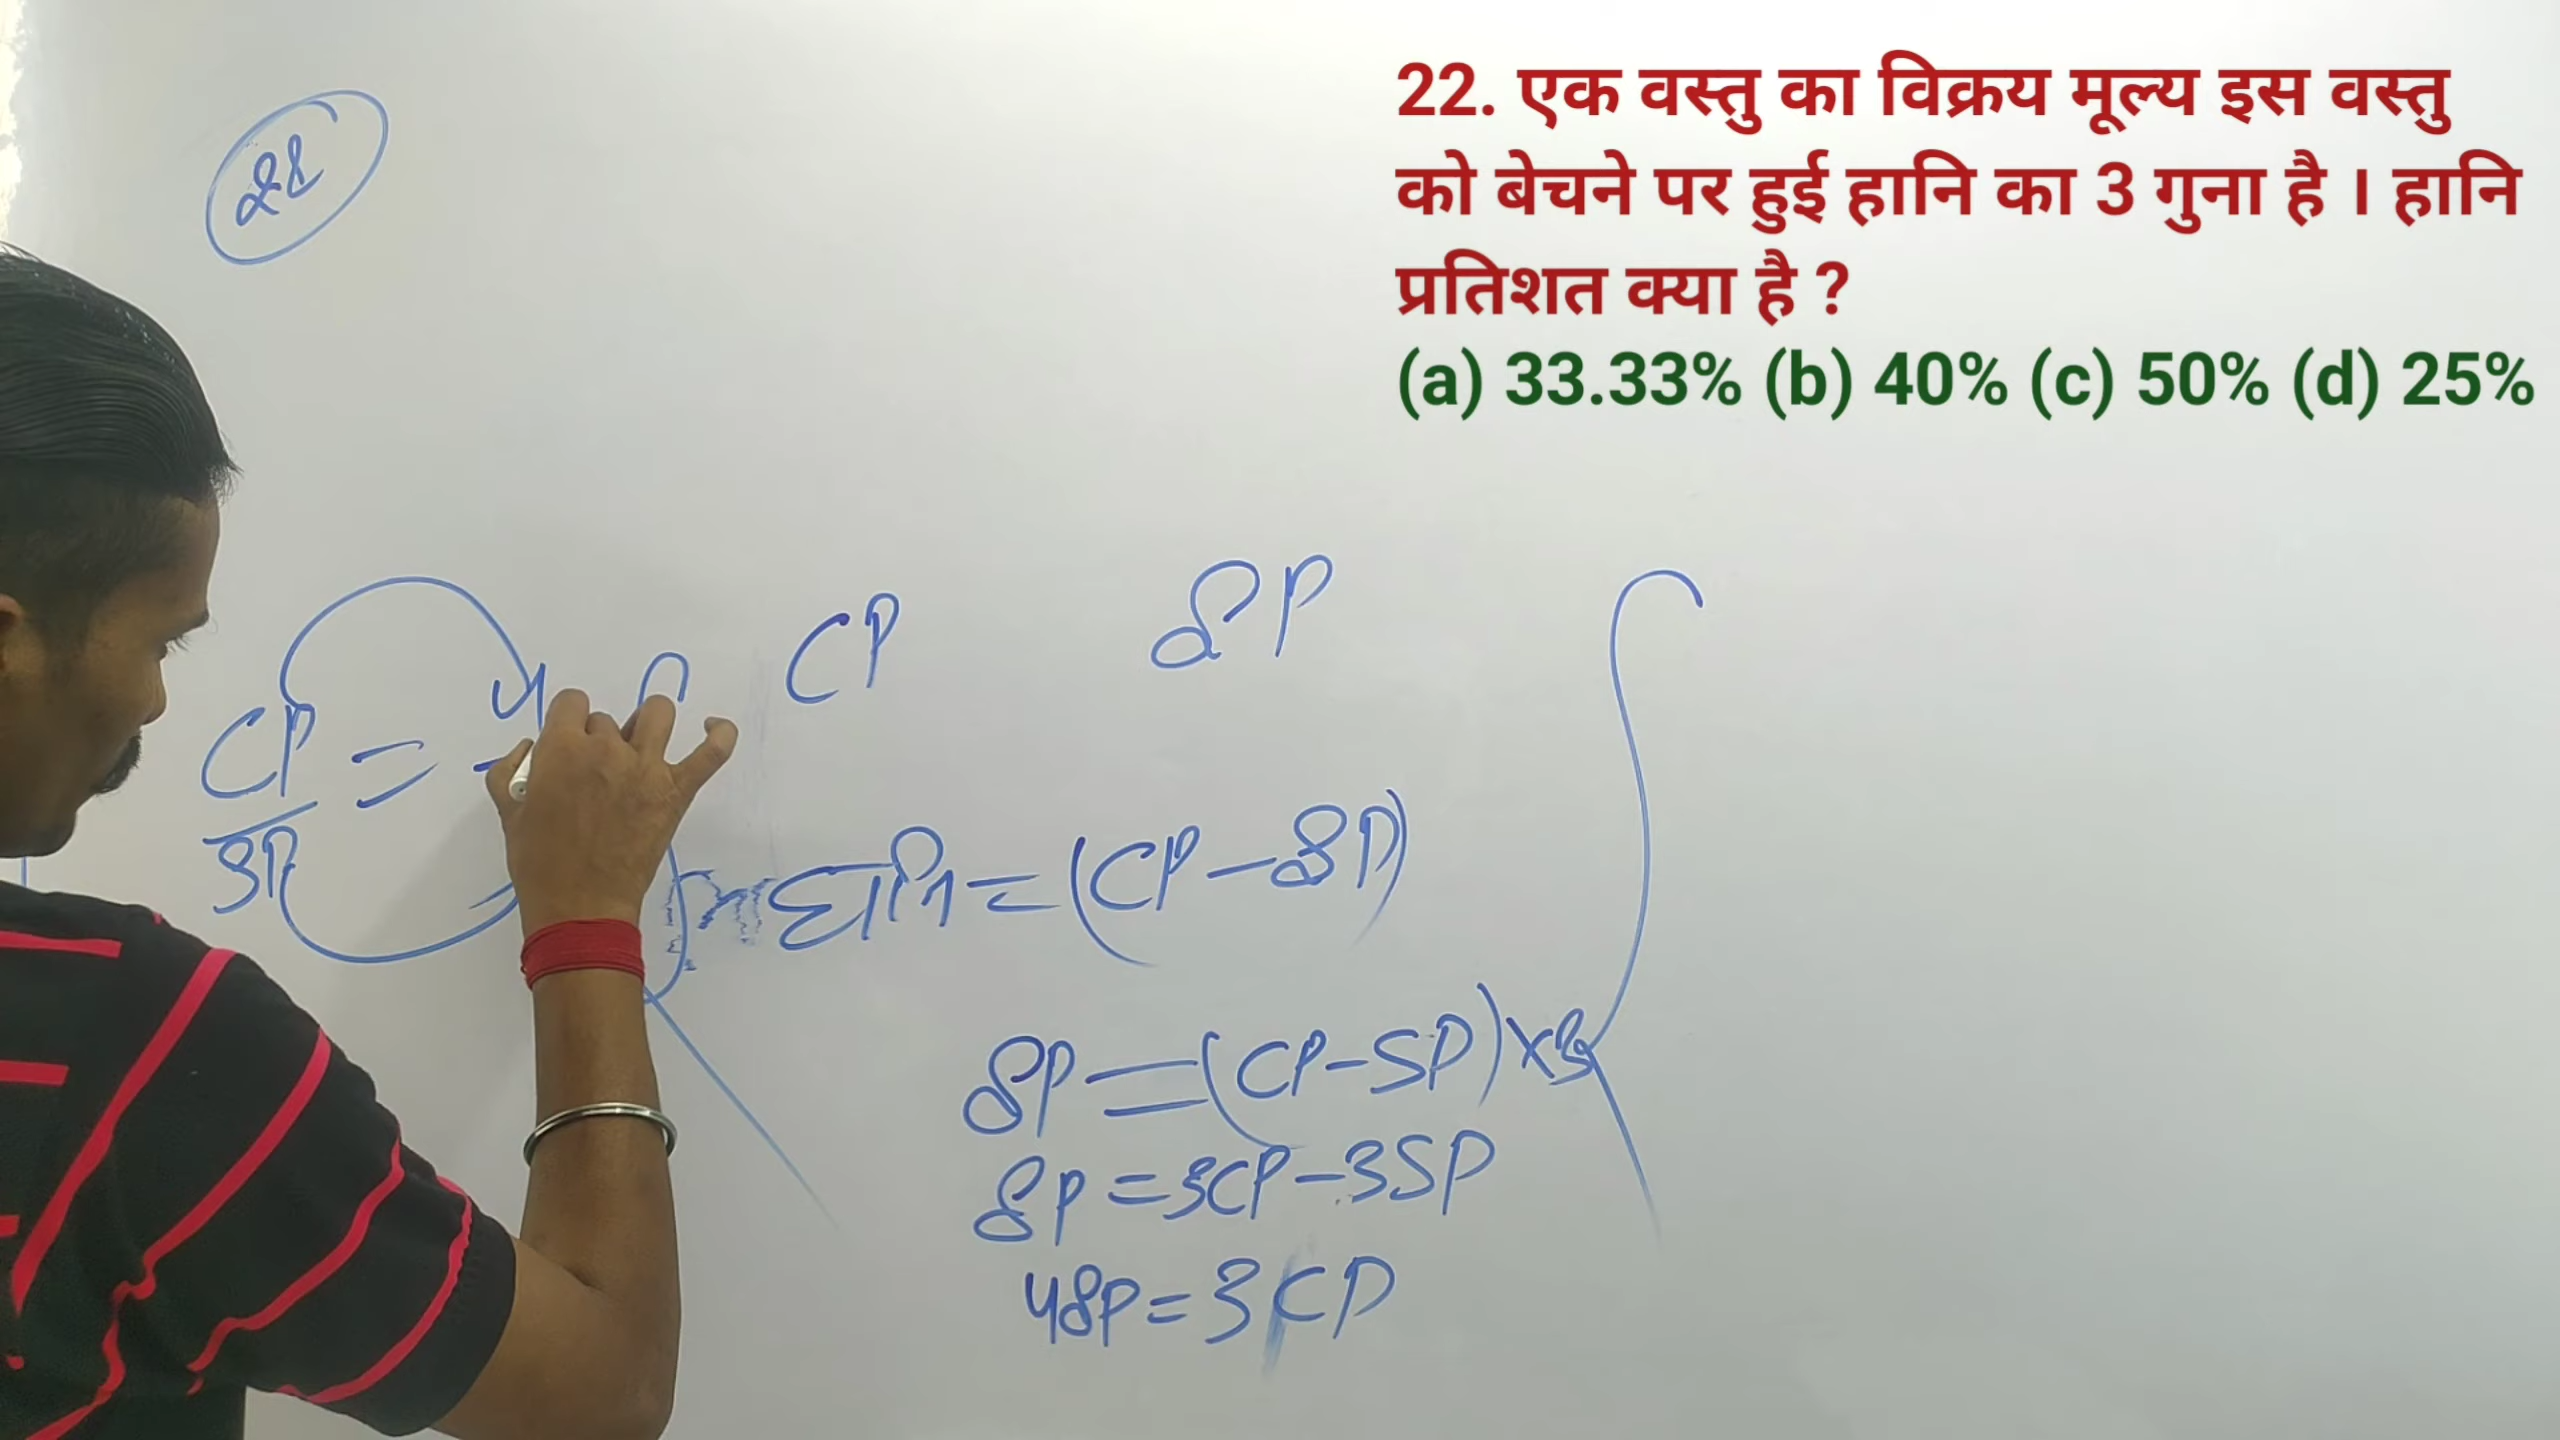 22. एक वस्तु का विक्रय मूल्य इस वस्तु
को बेचने पर हुई हानि का 3 गुना है । हानि
प्रतिशत क्या है ?
(a) 33.33% (b) 40% (c) 50% (d) 25%
22
CP SP
CP = 4
SP
हानि = (CP-SP)
SP = (CP-SP)×3
SP = 3CP-3SP
4SP = 3CP